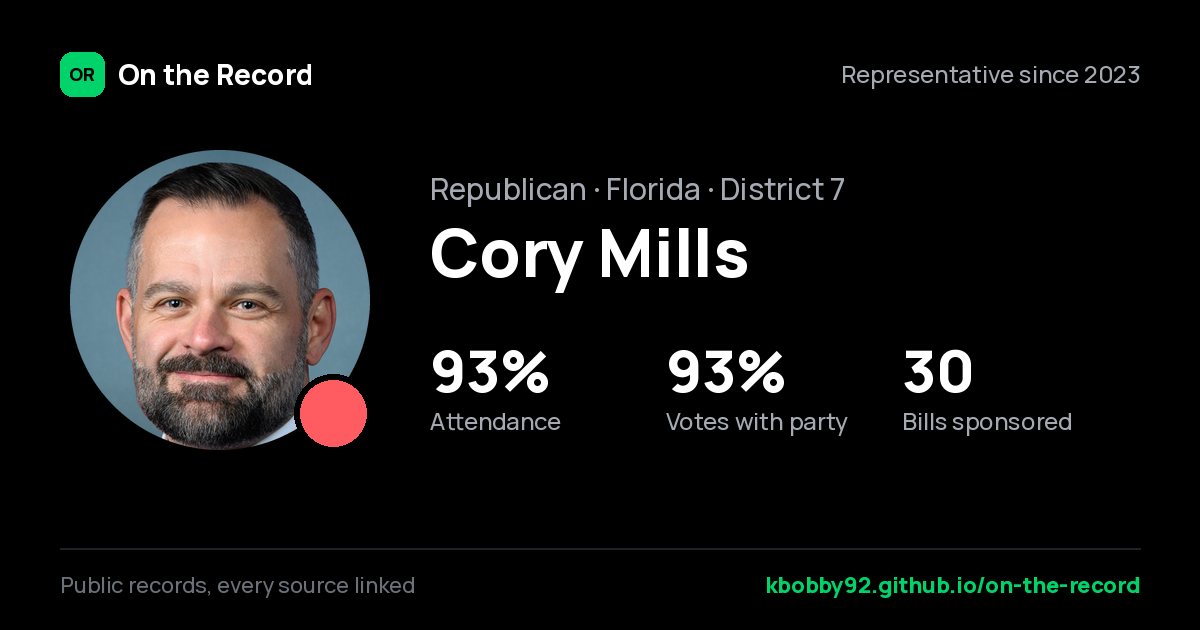 OR On the Record
Representative since 2023
Republican · Florida · District 7
Cory Mills
93% 93% 30
Attendance Votes with party Bills sponsored
Public records, every source linked
kbobby92.github.io/on-the-record